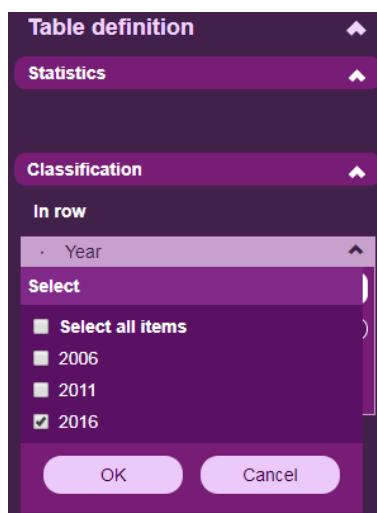 Table definition
Statistics
Classification
In row
· Year
Select
Select all items
2006
2011
2016
OK Cancel